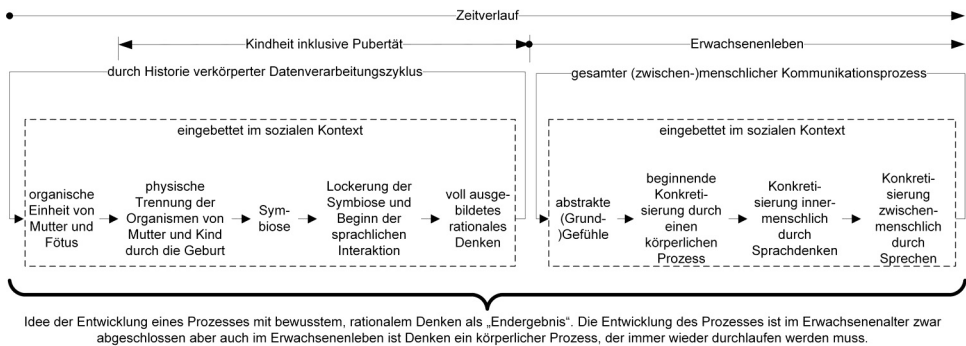 Zeitverlauf
Kindheit inklusive Pubertät
Erwachsenenleben
durch Historie verkörperter Datenverarbeitungszyklus
gesamter (zwischen-)menschlicher Kommunikationsprozess
eingebettet im sozialen Kontext
organische
Einheit von
Mutter und
Fötus
physische
Trennung der
Organismen von
Mutter und Kind
durch die Geburt
Sym-
biose
Lockerung der
Symbiose und
Beginn der
sprachlichen
Interaktion
voll ausge-
bildetes
rationales
Denken
eingebettet im sozialen Kontext
abstrakte
(Grund-
)Gefühle
beginnende
Konkreti-
sierung durch
einen
körperlichen
Prozess
Konkreti-
sierung inner-
menschlich
durch
Sprachdenken
Konkreti-
sierung
zwischen-
menschlich
durch
Sprechen
Idee der Entwicklung eines Prozesses mit bewusstem, rationalem Denken als „Endergebnis“. Die Entwicklung des Prozesses ist im Erwachsenenalter zwar
abgeschlossen aber auch im Erwachsenenleben ist Denken ein körperlicher Prozess, der immer wieder durchlaufen werden muss.